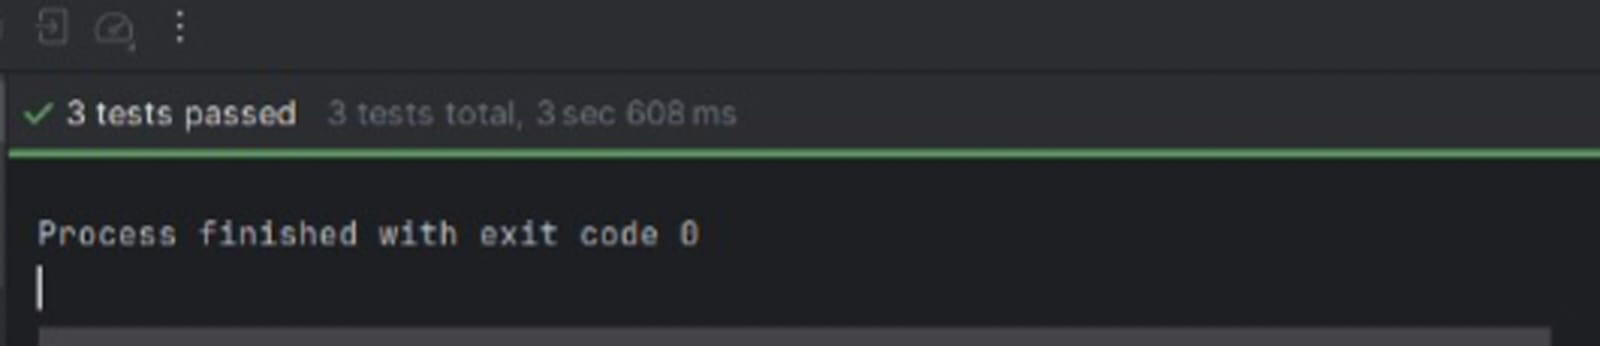 3 tests passed 3 tests total, 3 sec 608 ms
Process finished with exit code 0